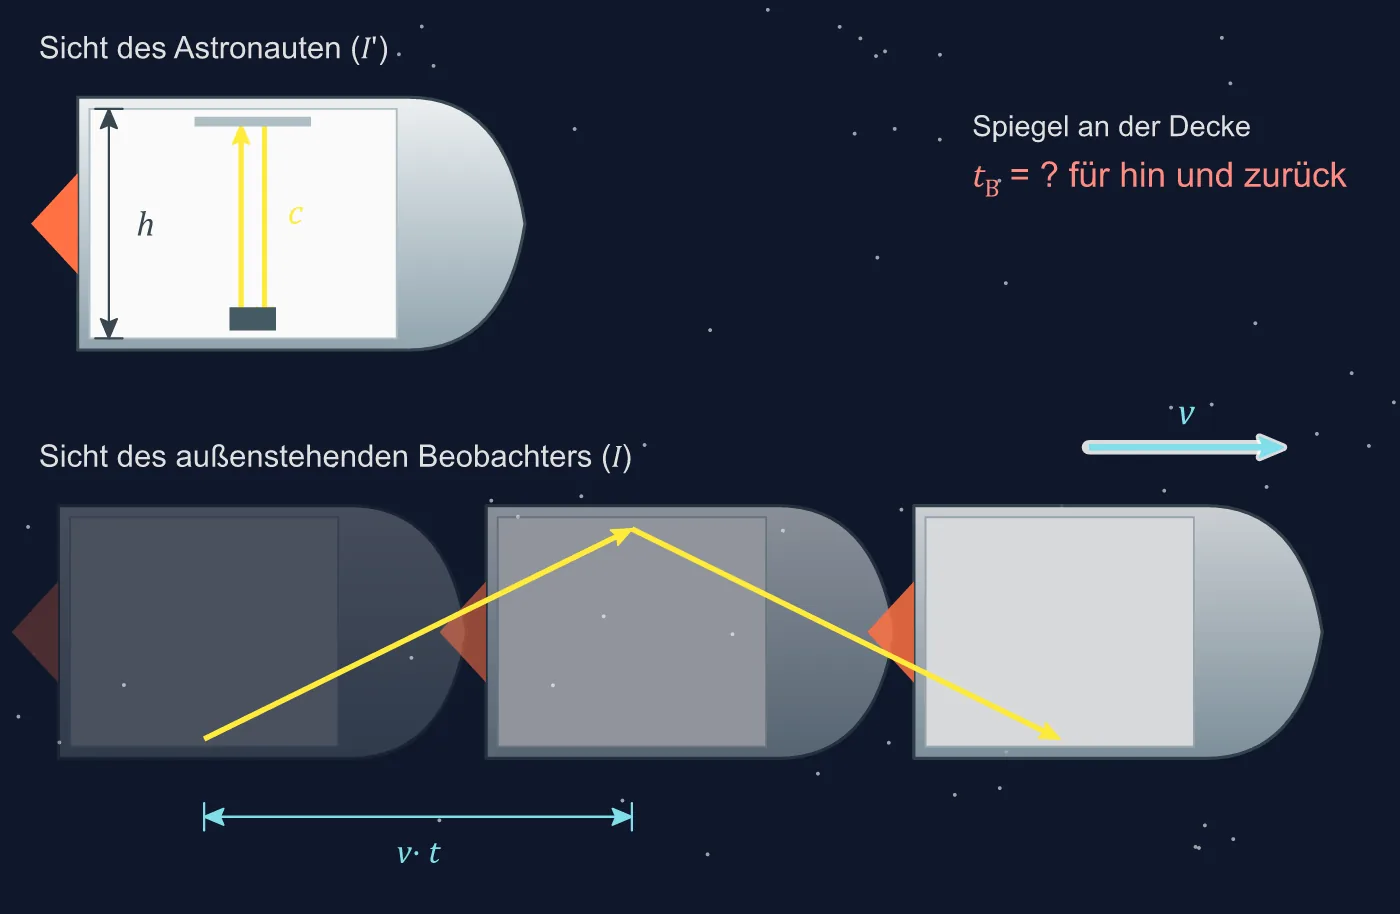 Sicht des Astronauten (I')
Spiegel an der Decke
t_B = ? für hin und zurück
h
c
v
Sicht des außenstehenden Beobachters (I)
v· t